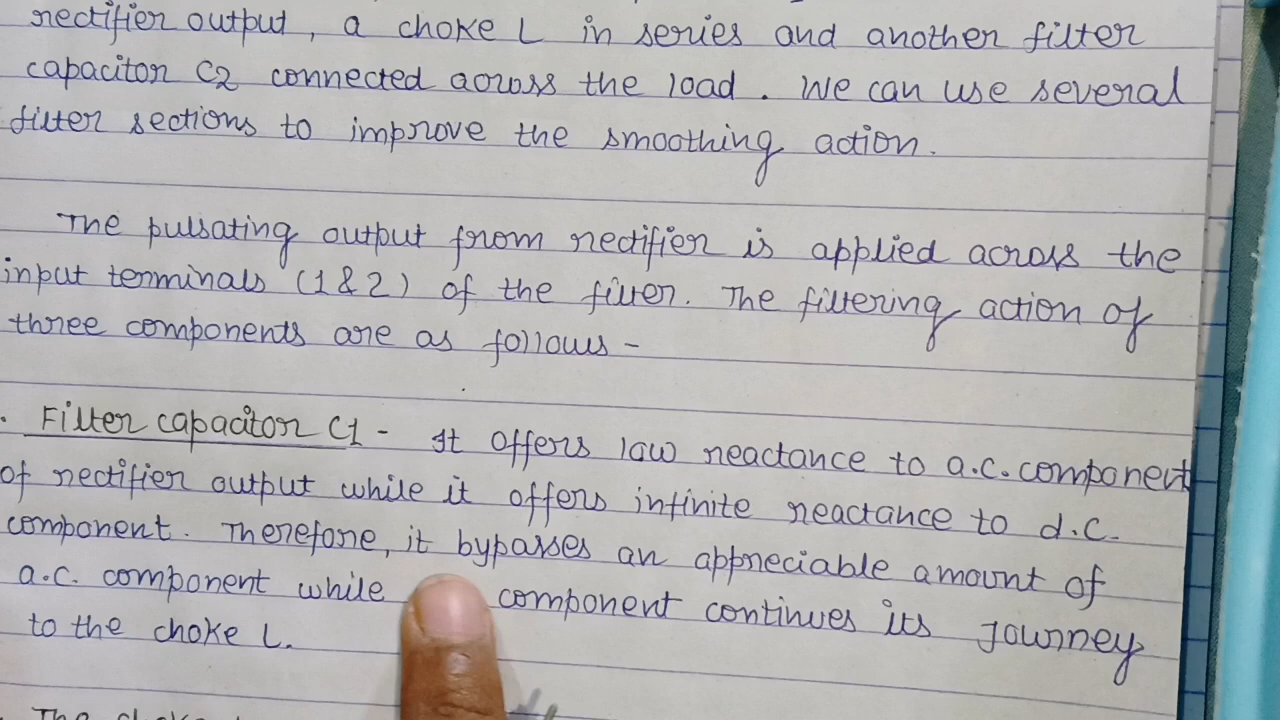 rectifier output, a choke L in series and another filter
capacitor C2 connected across the load. We can use several
filter sections to improve the smoothing action.
The pulsating output from rectifier is applied across the
input terminals (1&2) of the filter. The filtering action of
three components are as follows -
. Filter capacitor C1 - It offers low reactance to a.c. component
of rectifier output while it offers infinite reactance to d.c.
component. Therefore, it bypasses an appreciable amount of
a.c. component while component continues its journey
to the choke L.
The